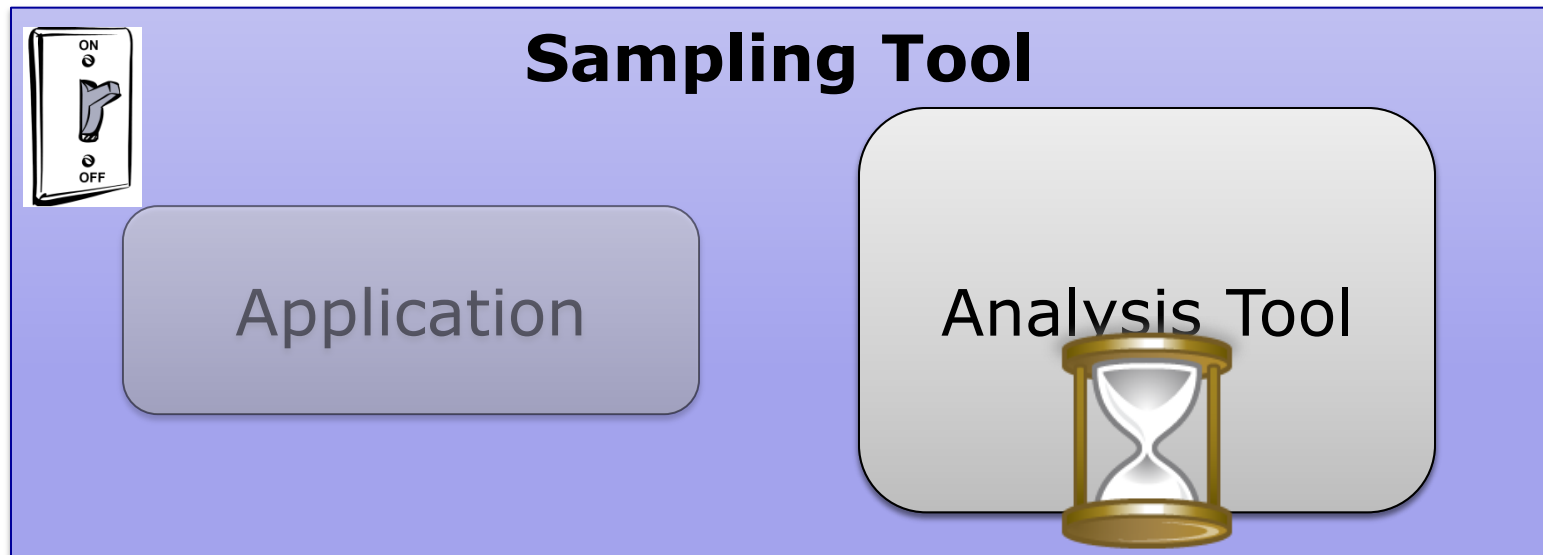 Sampling Tool
ON
OFF
Application
Analysis Tool